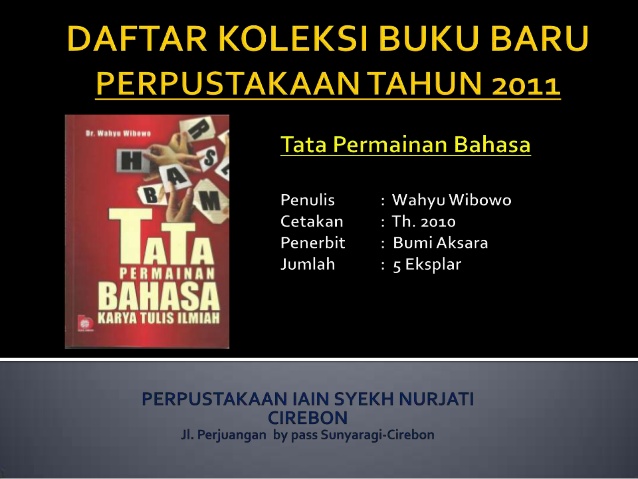 DAFTAR KOLEKSI BUKU BARU
PERPUSTAKAAN TAHUN 2011
Dr. Wahyu Wibowo
H
R
S
B
A
M
TATA
PERMAINAN
BAHASA
KARYA TULIS ILMIAH
Tata Permainan Bahasa
Penulis : Wahyu Wibowo
Cetakan : Th. 2010
Penerbit : Bumi Aksara
Jumlah : 5 Eksplar
PERPUSTAKAAN IAIN SYEKH NURJATI
CIREBON
Jl. Perjuangan by pass Sunyaragi-Cirebon